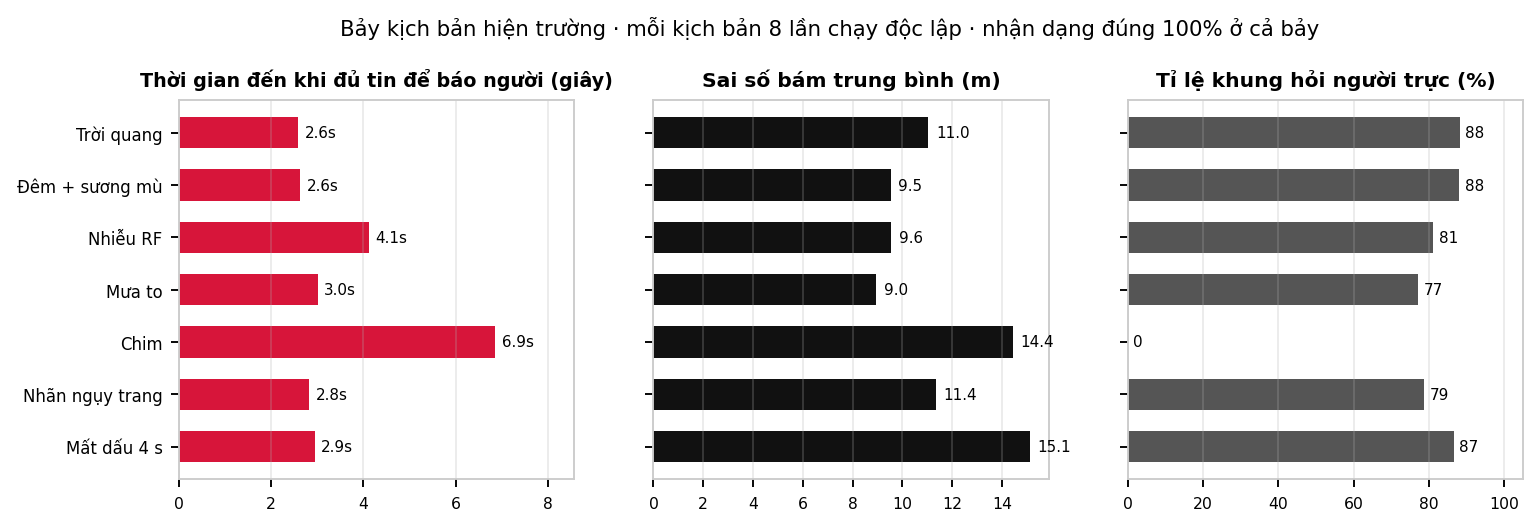 Bảy kịch bản hiện trường · mỗi kịch bản 8 lần chạy độc lập · nhận dạng đúng 100% ở cả bảy
Thời gian đến khi đủ tin để báo người (giây)
Trời quang 2.6s
Đêm + sương mù 2.6s
Nhiễu RF 4.1s
Mưa to 3.0s
Chim 6.9s
Nhãn ngụy trang 2.8s
Mất dấu 4 s 2.9s
0 2 4 6 8
Sai số bám trung bình (m)
11.0
9.5
9.6
9.0
14.4
11.4
15.1
0 2 4 6 8 10 12 14
Tỉ lệ khung hỏi người trực (%)
88
88
81
77
0
79
87
0 20 40 60 80 100